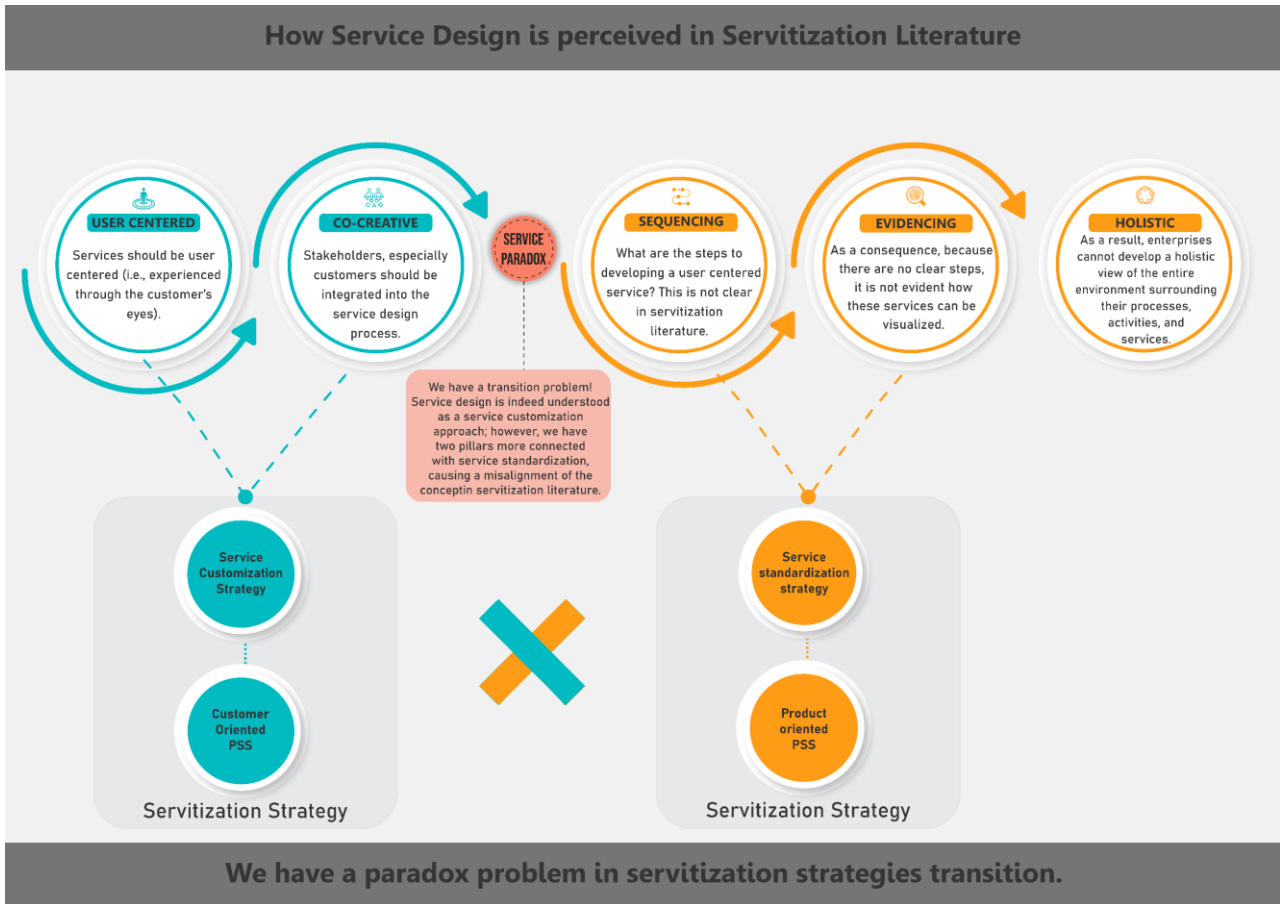 How Service Design is perceived in Servitization Literature
USER CENTERED
Services should be user
centered (i.e., experienced
through the customer's
eyes).
CO-CREATIVE
Stakeholders, especially
customers should be
integrated into the
service design
process.
SERVICE
PARADOX
SEQUENCING
What are the steps to
developing a user centered
service? This is not clear
in servitization
literature.
EVIDENCING
As a consequence, because
there are no clear steps,
it is not evident how
these services can be
visualized.
HOLISTIC
As a result, enterprises
cannot develop a holistic
view of the entire
environment surrounding
their processes,
activities, and
services.
We have a transition problem!
Service design is indeed understood
as a service customization
approach; however, we have
two pillars more connected
with service standardization,
causing a misalignment of the
conceptin servitization literature.
Service
Customization
Strategy
Customer
Oriented
PSS
Servitization Strategy
Service
standardization
strategy
Product
oriented
PSS
Servitization Strategy
We have a paradox problem in servitization strategies transition.